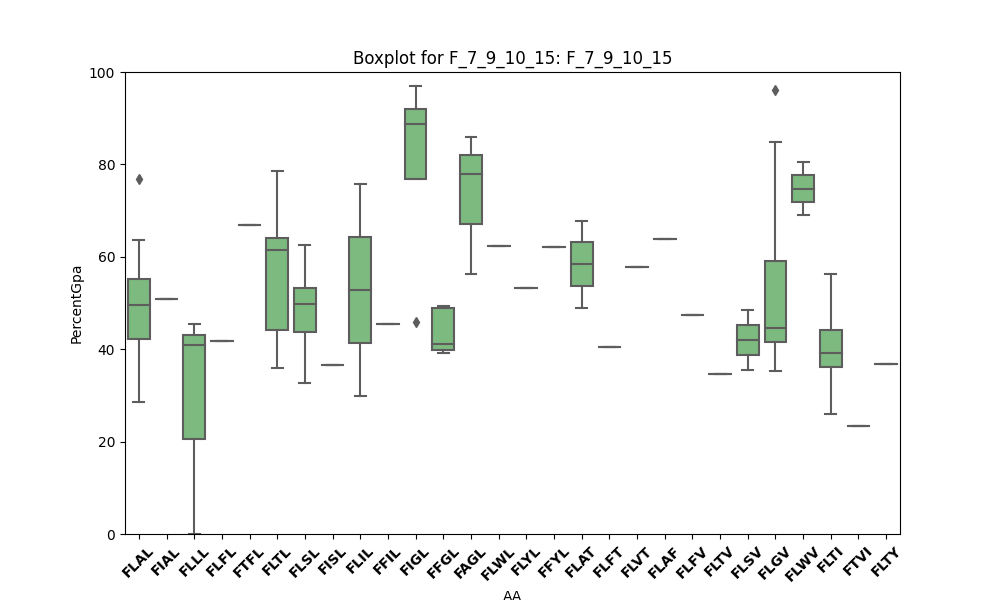 Boxplot for F_7_9_10_15: F_7_9_10_15
PercentGpa
100
80
60
40
20
0
FLAL FIAL FLLL FLFL FTFL FLTL FLSL FISL FLIL FFIL FIGL FFGL FAGL FLWL FLYL FFYL FLAT FLFT FLVT FLAF FLFV FLTV FLSV FLGV FLWV FLTI FTVI FLTY
AA